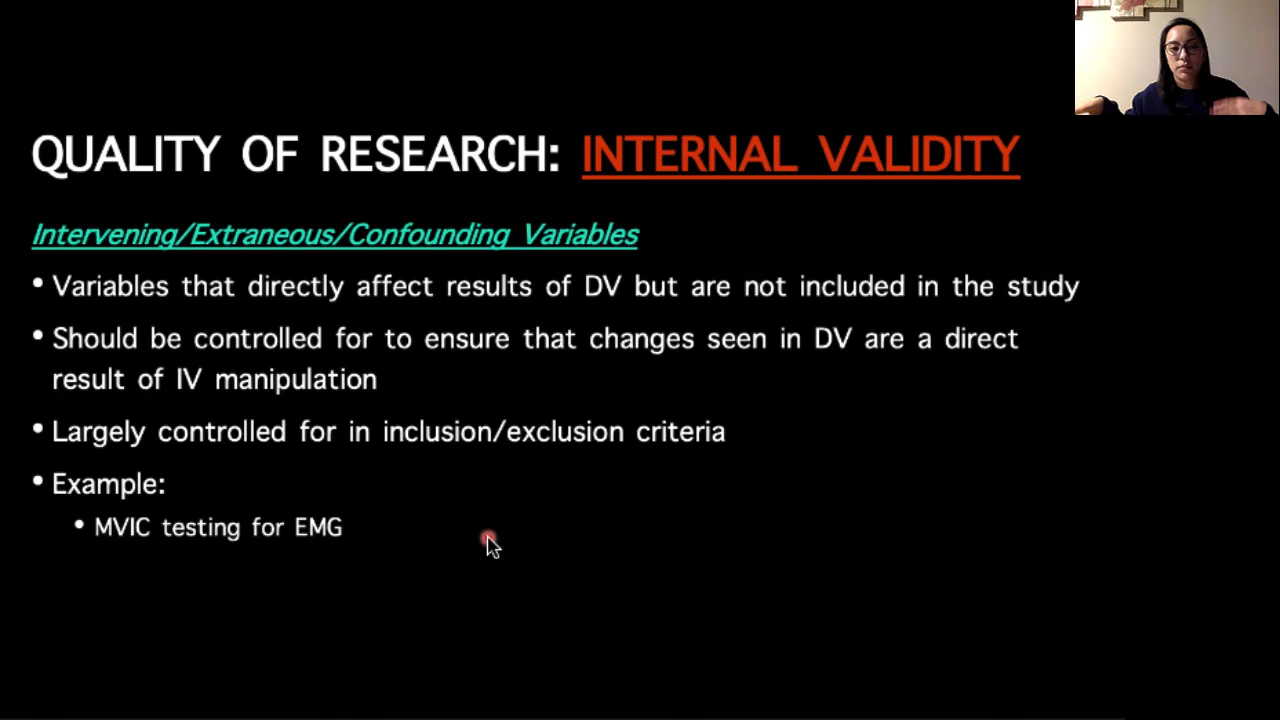 QUALITY OF RESEARCH: INTERNAL VALIDITY
Intervening/Extraneous/Confounding Variables
• Variables that directly affect results of DV but are not included in the study
• Should be controlled for to ensure that changes seen in DV are a direct
result of IV manipulation
• Largely controlled for in inclusion/exclusion criteria
• Example:
• MVIC testing for EMG